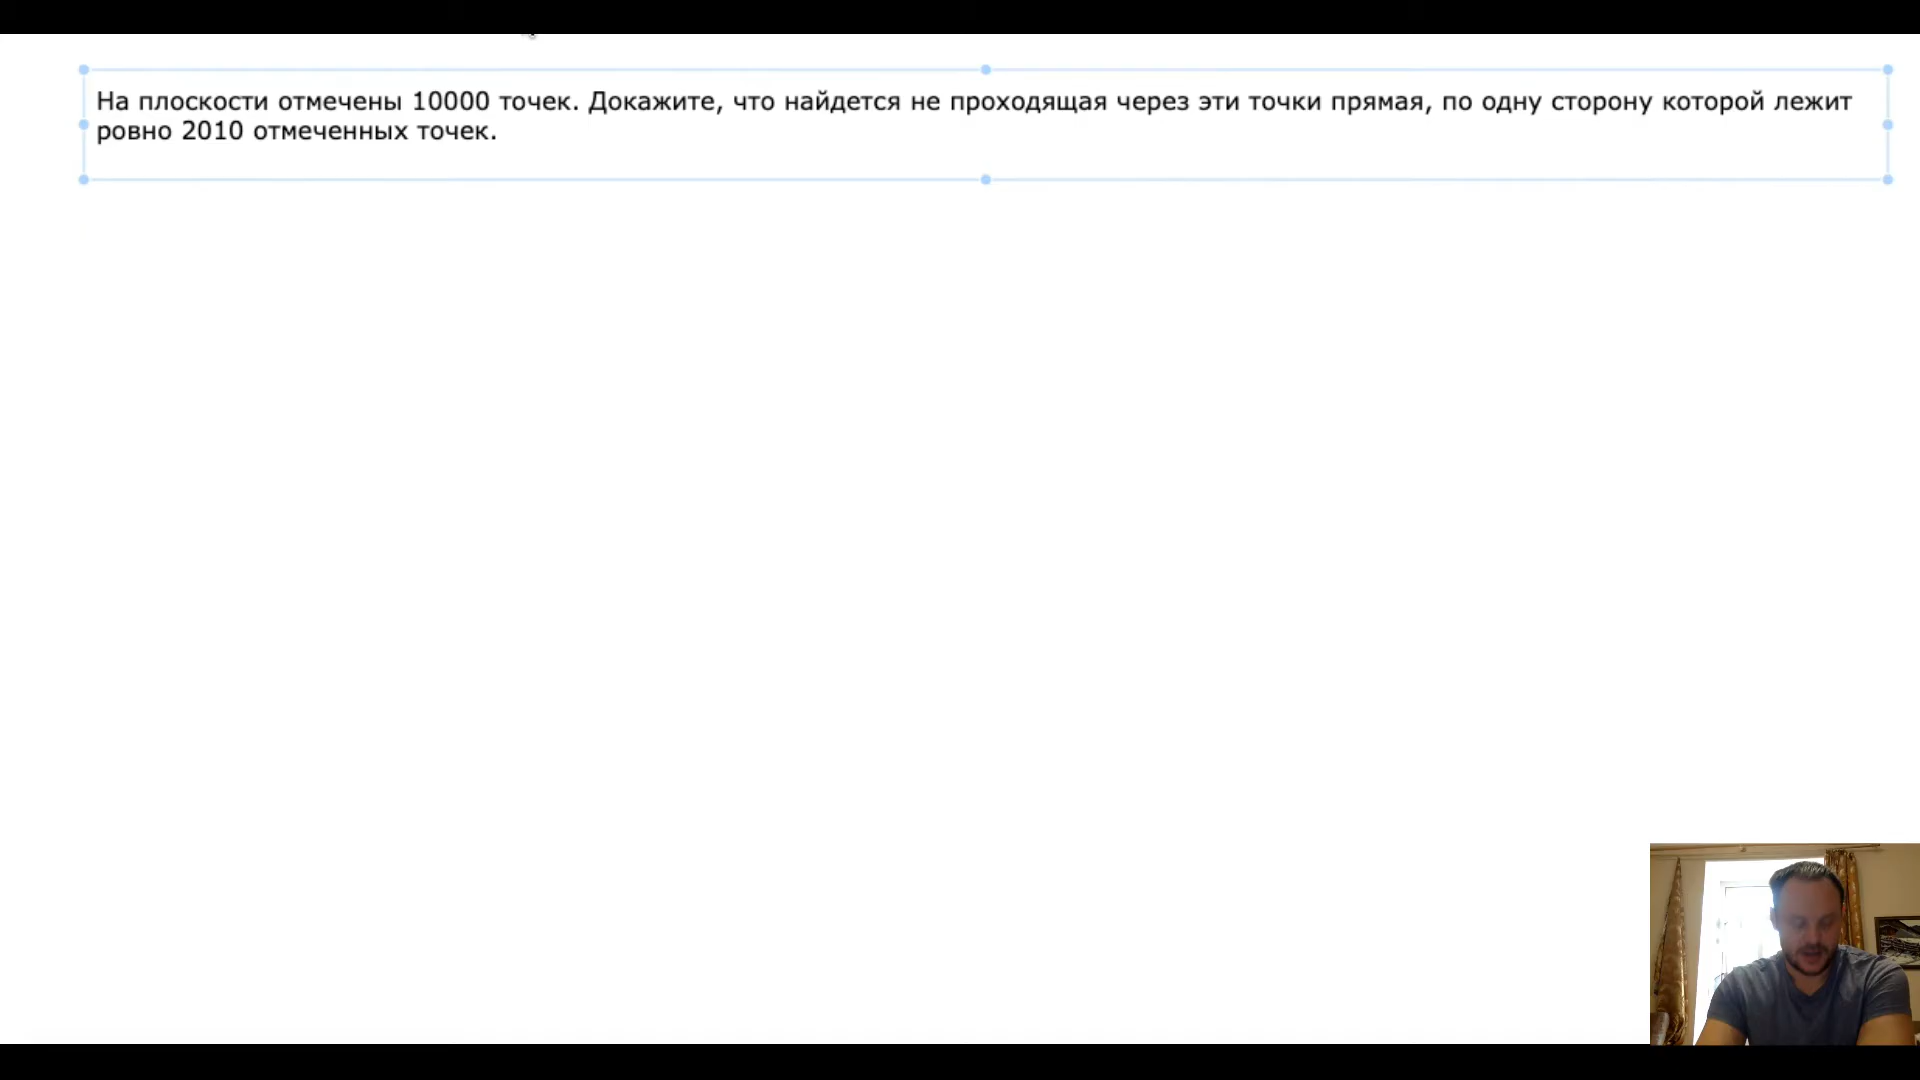 На плоскости отмечены 10000 точек. Докажите, что найдется не проходящая через эти точки прямая, по одну сторону которой лежит
ровно 2010 отмеченных точек.